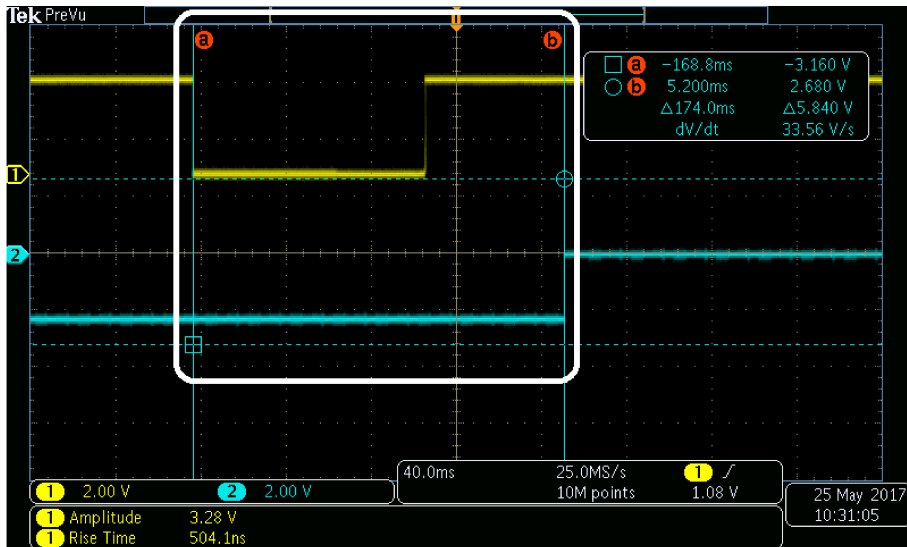 Tek PreVu
a b
a -168.8ms -3.160 V
b 5.200ms 2.680 V
Δ174.0ms Δ5.840 V
dV/dt 33.56 V/s
1
2
1 2.00 V 2 2.00 V
40.0ms 25.0MS/s 1
10M points 1.08 V
1 Amplitude 3.28 V
1 Rise Time 504.1ns
25 May 2017
10:31:05